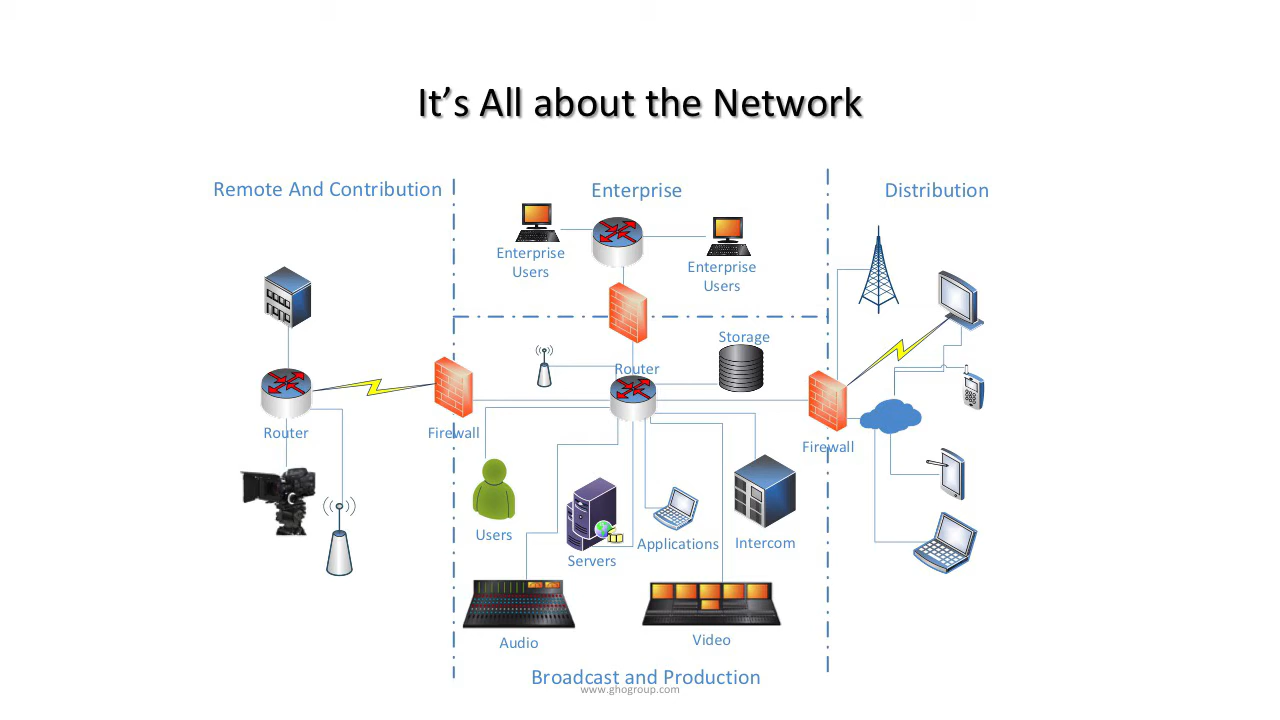 It's All about the Network
Remote And Contribution
Enterprise
Distribution
Enterprise
Users
Enterprise
Users
Storage
Router
Router
Firewall
Firewall
Users
Servers
Applications
Intercom
Audio
Video
Broadcast and Production
www.ghogroup.com